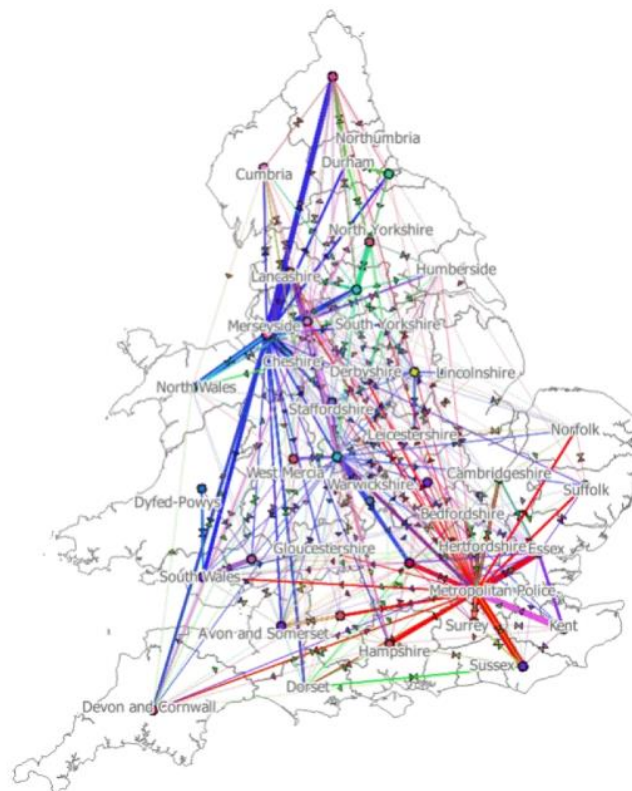 Northumbria
Durham
Cumbria
North Yorkshire
Lancashire
Humberside
Merseyside
South Yorkshire
Cheshire
Derbyshire
Lincolnshire
North Wales
Staffordshire
Leicestershire
Norfolk
West Mercia
Cambridgeshire
Warwickshire
Suffolk
Dyfed-Powys
Bedfordshire
Gloucestershire
Hertfordshire
Essex
South Wales
Metropolitan Police
Avon and Somerset
Surrey
Kent
Hampshire
Sussex
Dorset
Devon and Cornwall